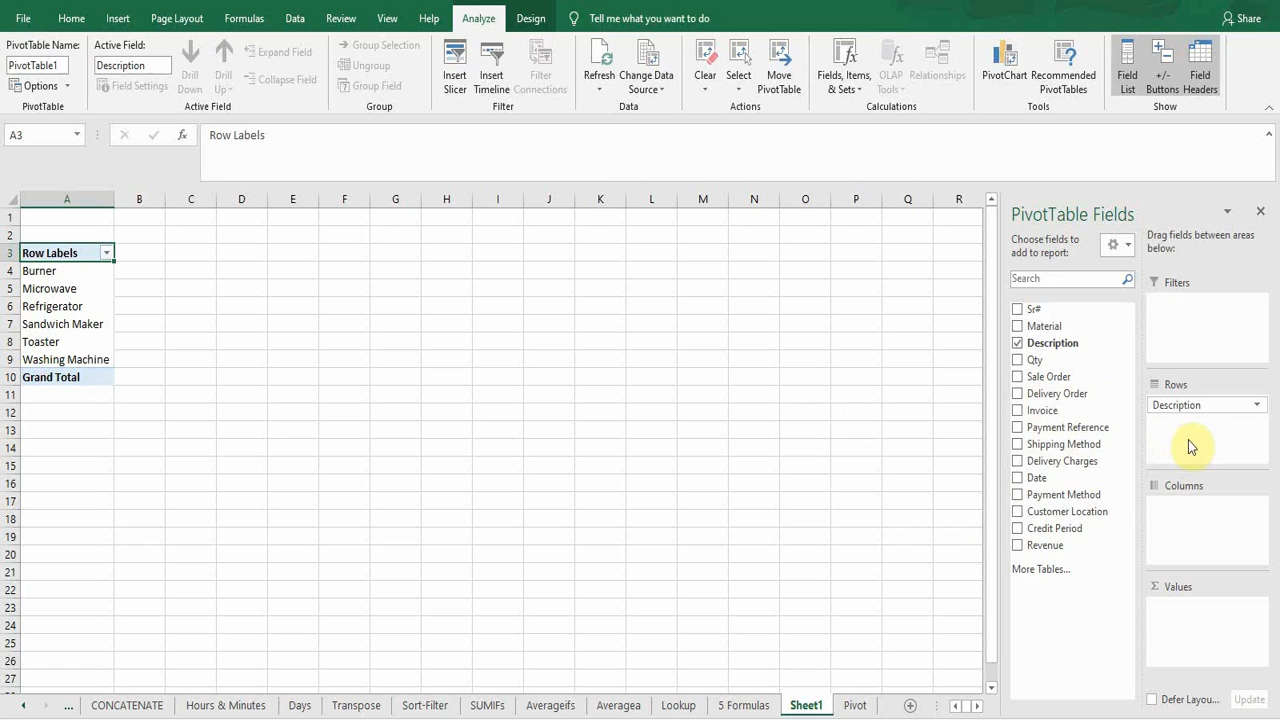 File Home Insert Page Layout Formulas Data Review View Help Analyze Design Tell me what you want to do Share
PivotTable Name: Active Field:
PivotTable1 Description
Options Field Settings
Drill Down Drill Up
Expand Field
Collapse Field
PivotTable Active Field
Group Selection
Ungroup
Group Field
Group
Insert Slicer Insert Timeline Filter Connections
Filter
Refresh Change Data Source
Data
Clear Select Move PivotTable
Actions
Fields, Items, & Sets OLAP Tools Relationships
Calculations
PivotChart Recommended PivotTables
Tools
Field List +/- Buttons Field Headers
Show
A3 fx Row Labels
A B C D E F G H I J K L M N O P Q R
1
2
3 Row Labels
4 Burner
5 Microwave
6 Refrigerator
7 Sandwich Maker
8 Toaster
9 Washing Machine
10 Grand Total
11
12
13
14
15
16
17
18
19
20
21
22
23
24
25
26
PivotTable Fields
Choose fields to
add to report:
Search
Sr#
Material
Description
Qty
Sale Order
Delivery Order
Invoice
Payment Reference
Shipping Method
Delivery Charges
Date
Payment Method
Customer Location
Credit Period
Revenue
More Tables...
Drag fields between areas
below:
Filters
Rows
Description
Columns
Σ Values
Defer Layou... Update
... CONCATENATE Hours & Minutes Days Transpose Sort-Filter SUMIFs Andorgeifs Averagea Lookup 5 Formulas Sheet1 Pivot